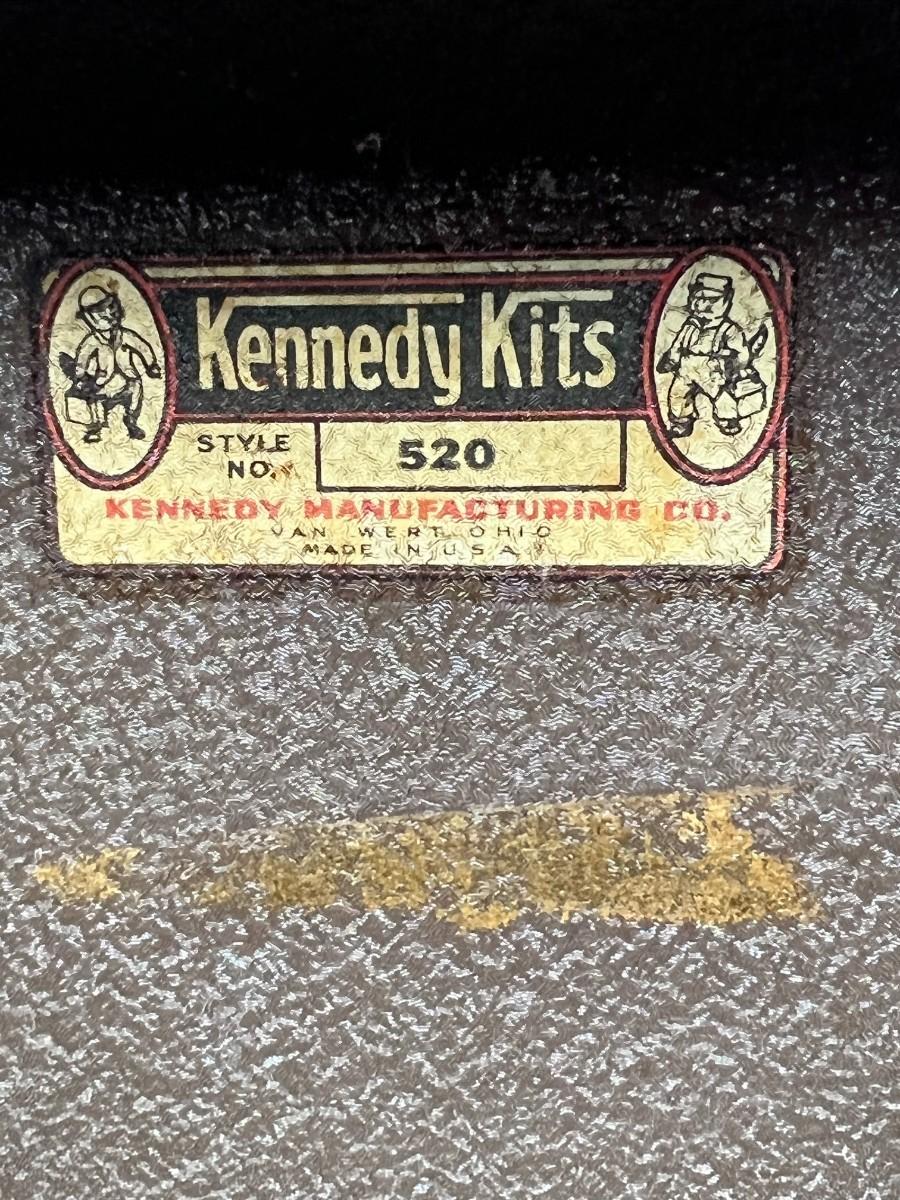 Kennedy Kits
STYLE
NO.
520
KENNEDY MANUFACTURING CO.
VAN WERT, OHIO
MADE IN U.S.A.